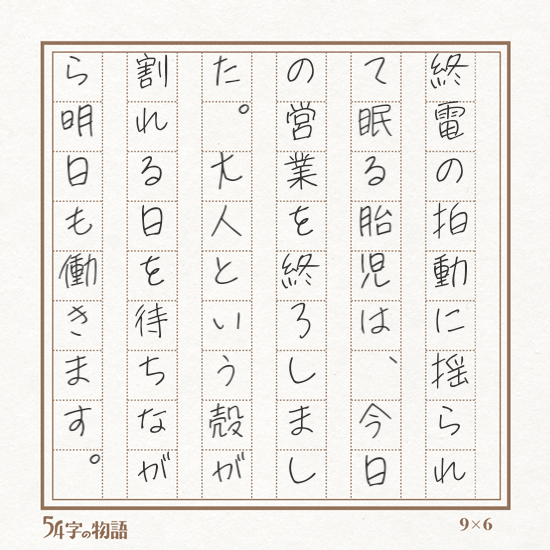 終電の拍動に揺られ
て眠る胎児は、今日
の営業を終了しまし
た。大人という殻が
割れる日を待ちなが
ら明日も働きます。
54字の物語
9×6